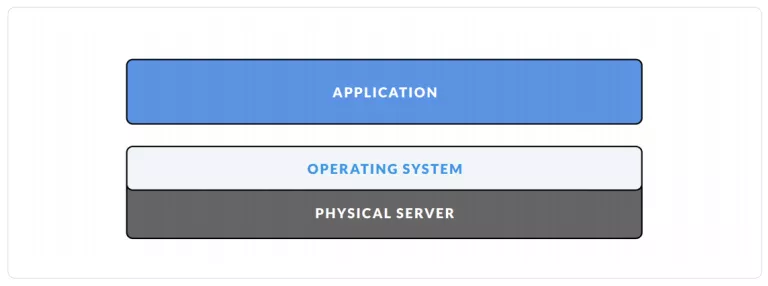 APPLICATION
OPERATING SYSTEM
PHYSICAL SERVER